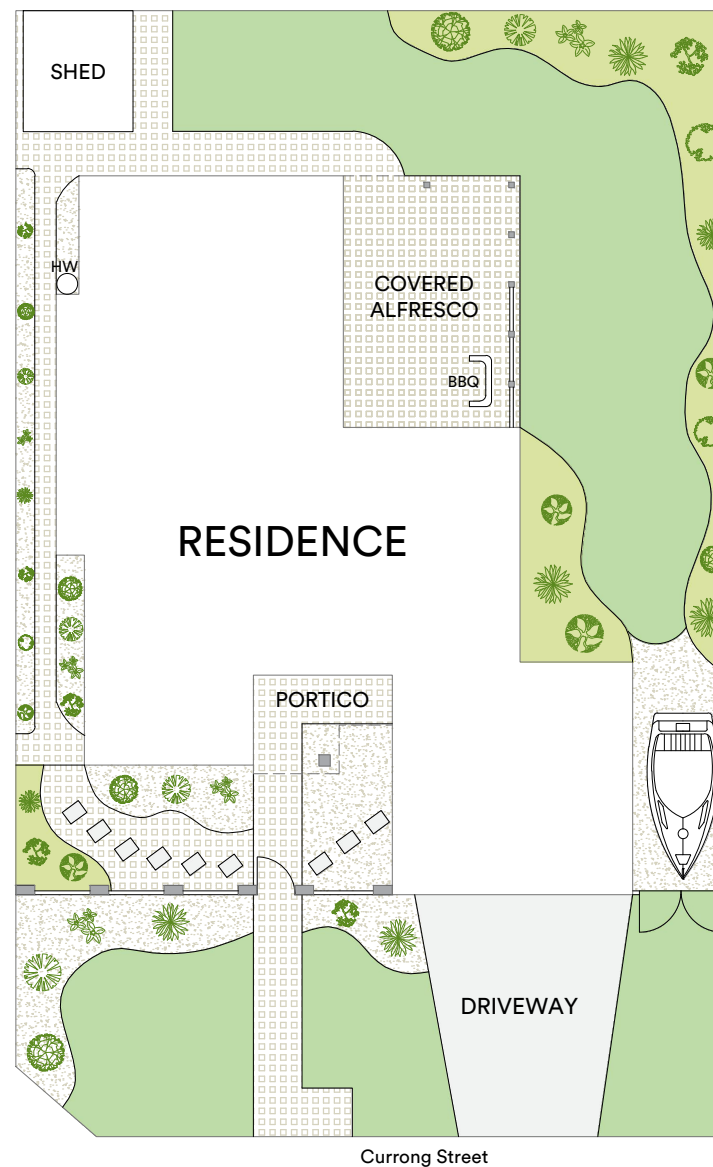 SHED
HW
COVERED
ALFRESCO
BBQ
RESIDENCE
PORTICO
DRIVEWAY
Currong Street